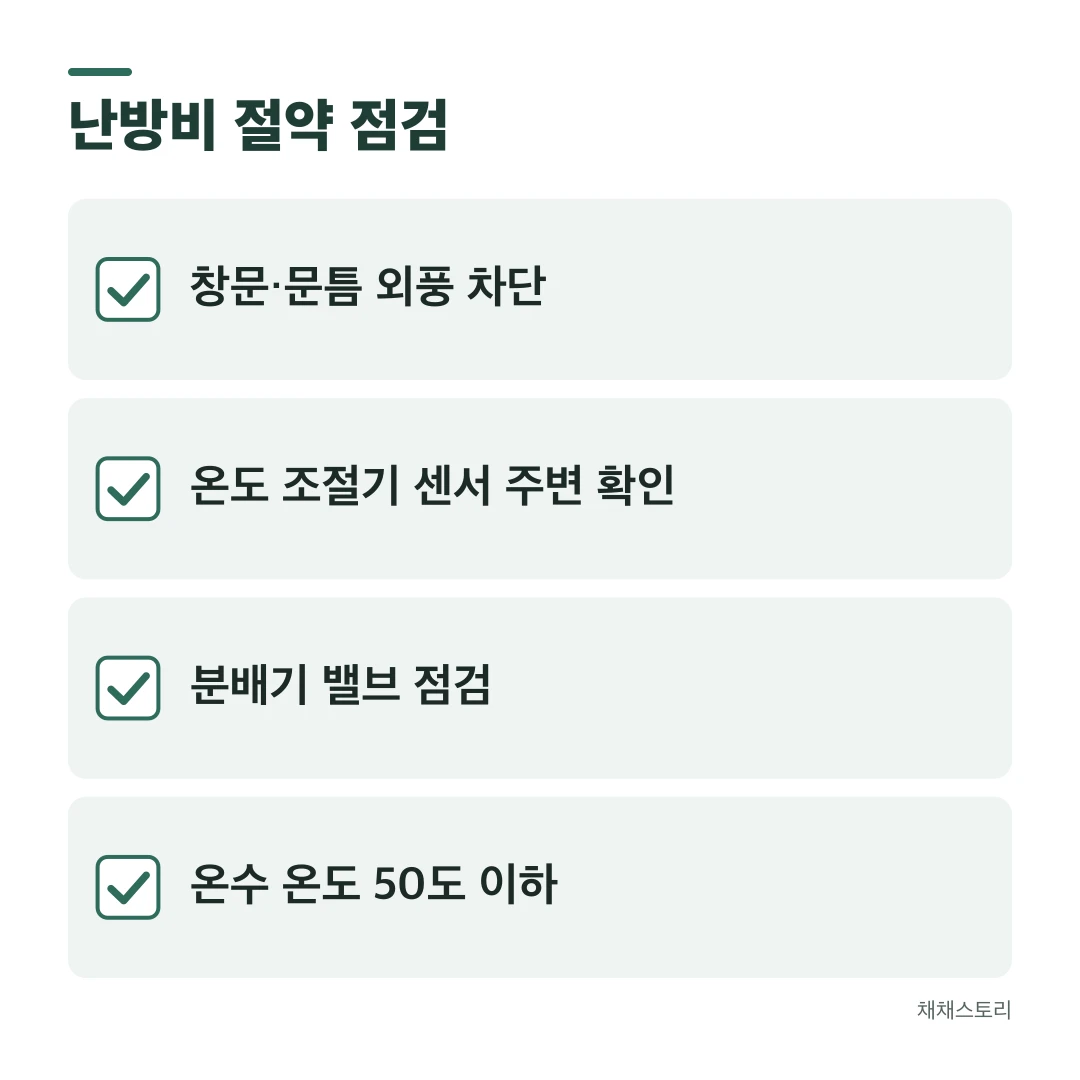 난방비 절약 점검
창문·문틈 외풍 차단
온도 조절기 센서 주변 확인
분배기 밸브 점검
온수 온도 50도 이하
채채스토리